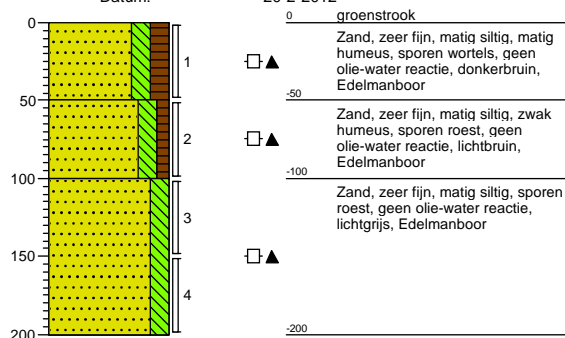 Datum: 20-2-2012
0 groenstrook
0
Zand, zeer fijn, matig siltig, matig
humeus, sporen wortels, geen
olie-water reactie, donkerbruin,
Edelmanboor
1
-50
50
Zand, zeer fijn, matig siltig, zwak
humeus, sporen roest, geen
olie-water reactie, lichtbruin,
Edelmanboor
2
-100
100
Zand, zeer fijn, matig siltig, sporen
roest, geen olie-water reactie,
lichtgrijs, Edelmanboor
3
150
4
-200
200